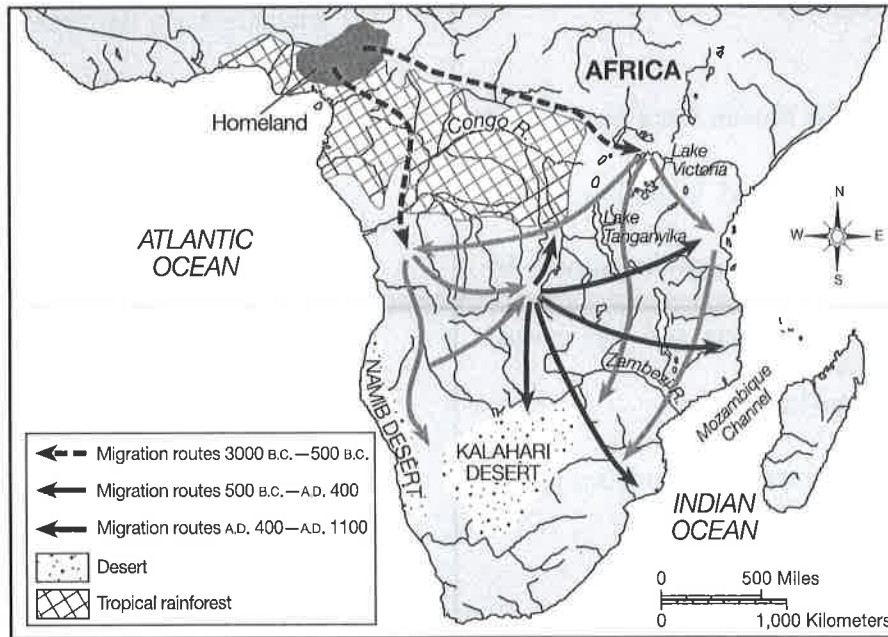 AFRICA
Homeland
Congo R.
Lake
Victoria
Lake
Tanganyika
ATLANTIC
OCEAN
N
W
E
S
Zambezi R.
Mozambique
Channel
NAMIB DESERT
KALAHARI
DESERT
INDIAN
OCEAN
Migration routes 3000 B.C.—500 B.C.
Migration routes 500 B.C.—A.D. 400
Migration routes A.D. 400—A.D. 1100
Desert
Tropical rainforest
0 500 Miles
0 1,000 Kilometers